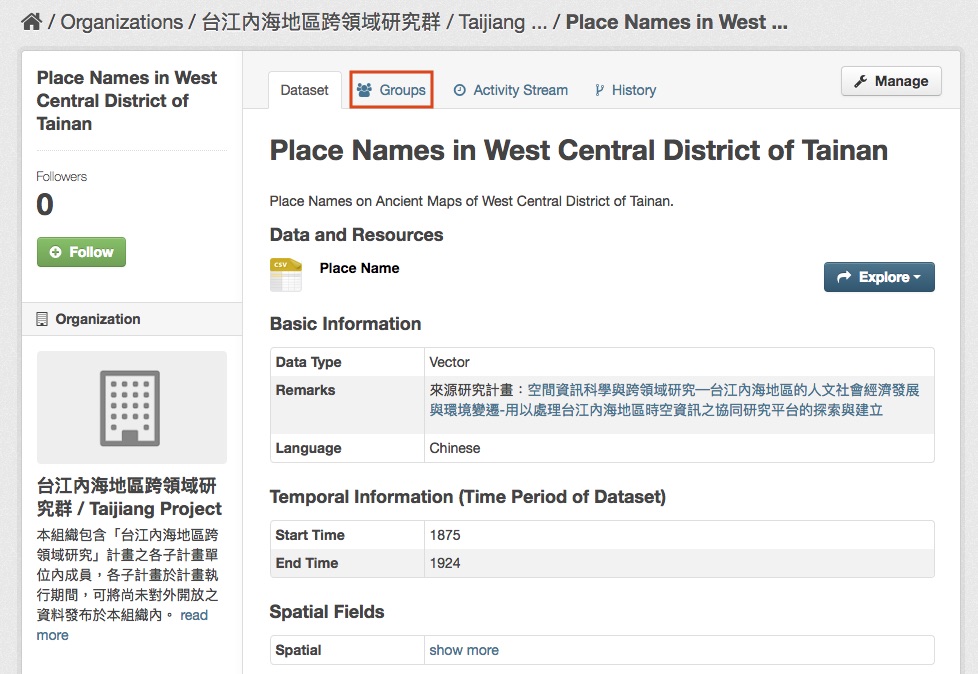 / Organizations / 台江內海地區跨領域研究群 / Taijiang ... / Place Names in West ...
Place Names in West
Central District of
Tainan
Followers
0
Follow
Organization
台江內海地區跨領域研
究群 / Taijiang Project
本組織包含「台江內海地區跨
領域研究」計畫之各子計畫單
位內成員，各子計畫於計畫執
行期間，可將尚未對外開放之
資料發布於本組織內。 read
more
Dataset Groups Activity Stream History
Manage
Place Names in West Central District of Tainan
Place Names on Ancient Maps of West Central District of Tainan.
Data and Resources
CSV
Place Name
Explore
Basic Information
Data Type Vector
Remarks 來源研究計畫：空間資訊科學與跨領域研究—台江內海地區的人文社會經濟發展
與環境變遷-用以處理台江內海地區時空資訊之協同研究平台的探索與建立
Language Chinese
Temporal Information (Time Period of Dataset)
Start Time 1875
End Time 1924
Spatial Fields
Spatial show more